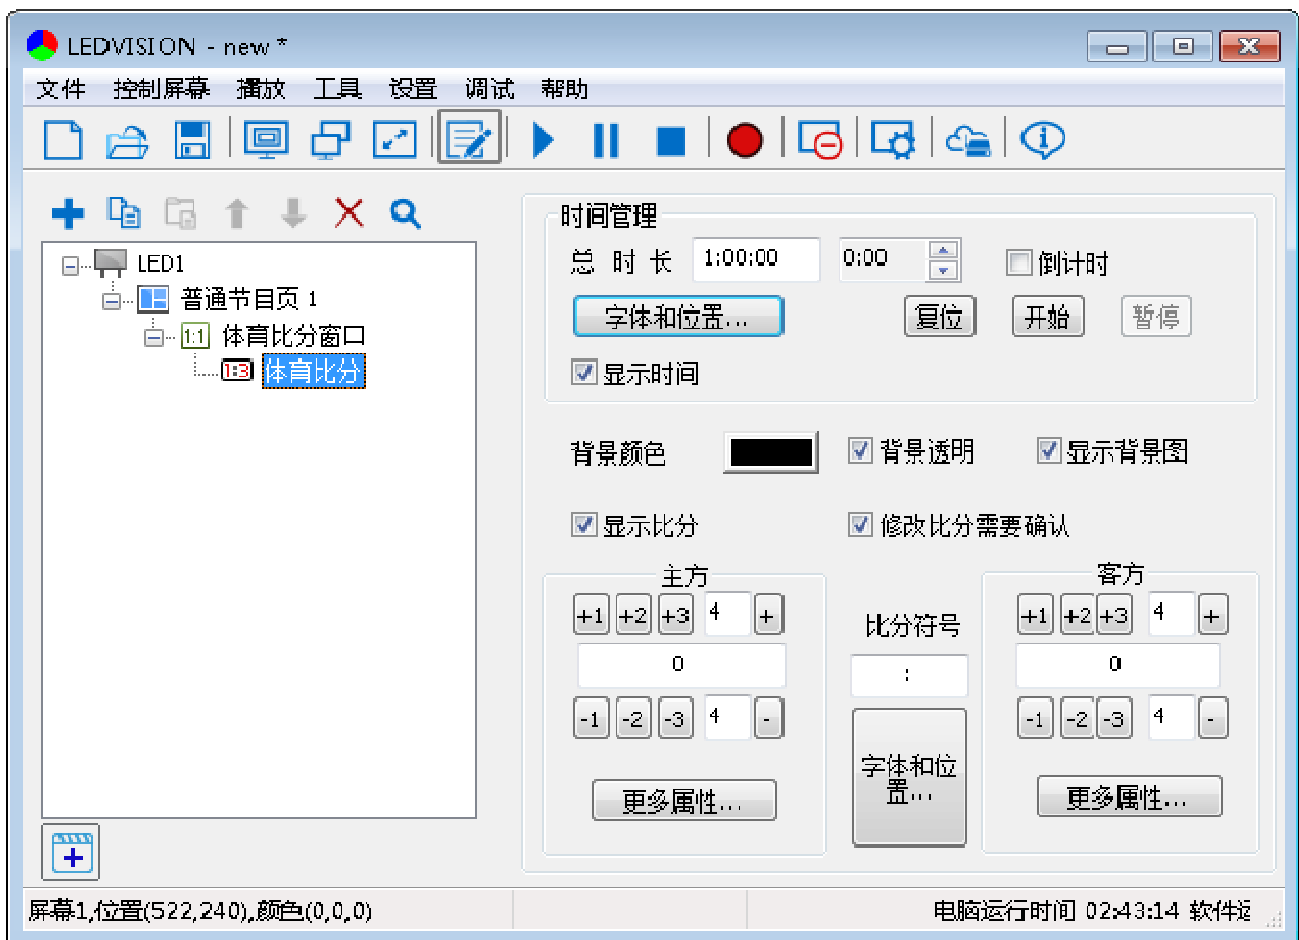 LEDVISION - new *
文件 控制屏幕 播放 工具 设置 调试 帮助
LED1
普通节目页 1
1:1 体育比分窗口
1:3 体育比分
时间管理
总 时 长 1:00:00 0:00 倒计时
字体和位置... 复位 开始 暂停
显示时间
背景颜色 背景透明 显示背景图
显示比分 修改比分需要确认
主方
+1 +2 +3 4 +
0
-1 -2 -3 4 -
更多属性...
比分符号
:
字体和位
置...
客方
+1 +2 +3 4 +
0
-1 -2 -3 4 -
更多属性...
屏幕1,位置(522,240),颜色(0,0,0) 电脑运行时间 02:43:14 软件运